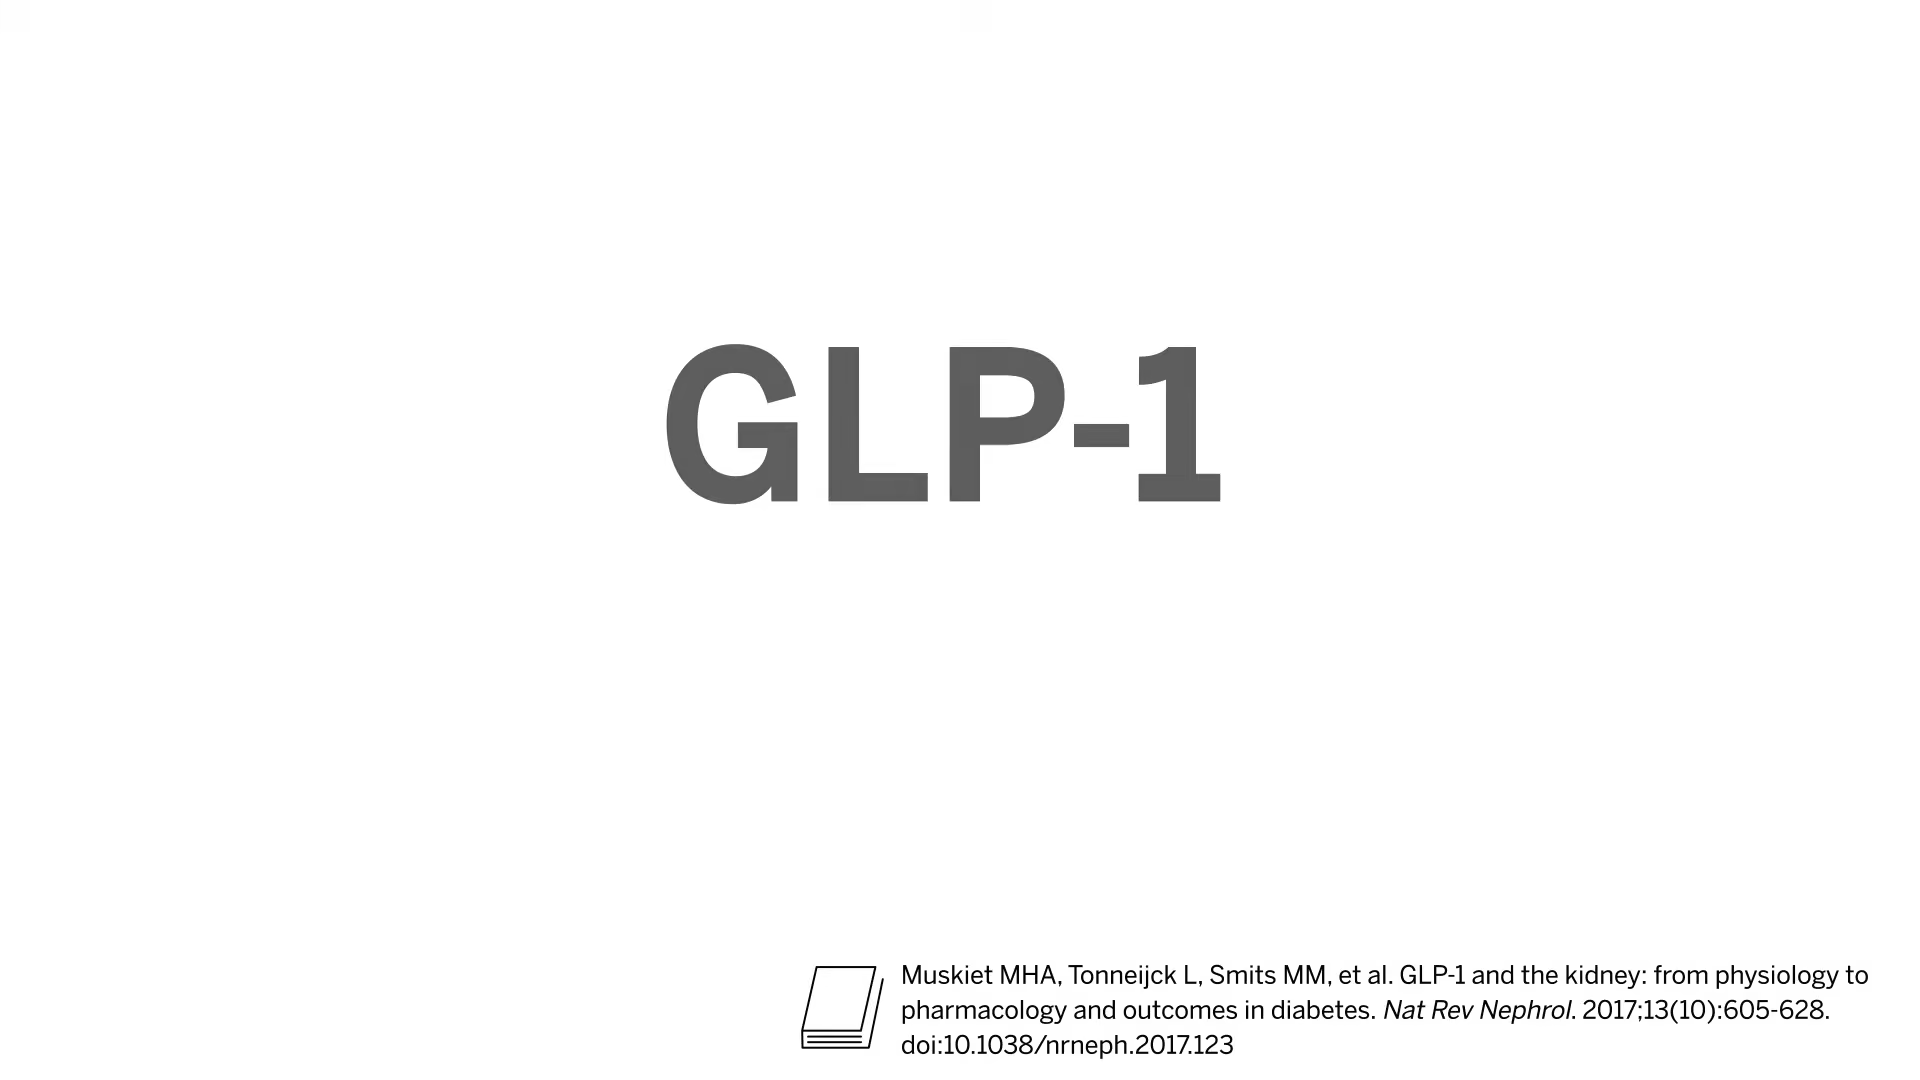 GLP-1
Muskiet MHA, Tonneijck L, Smits MM, et al. GLP-1 and the kidney: from physiology to
pharmacology and outcomes in diabetes. Nat Rev Nephrol. 2017;13(10):605-628.
doi:10.1038/nrneph.2017.123